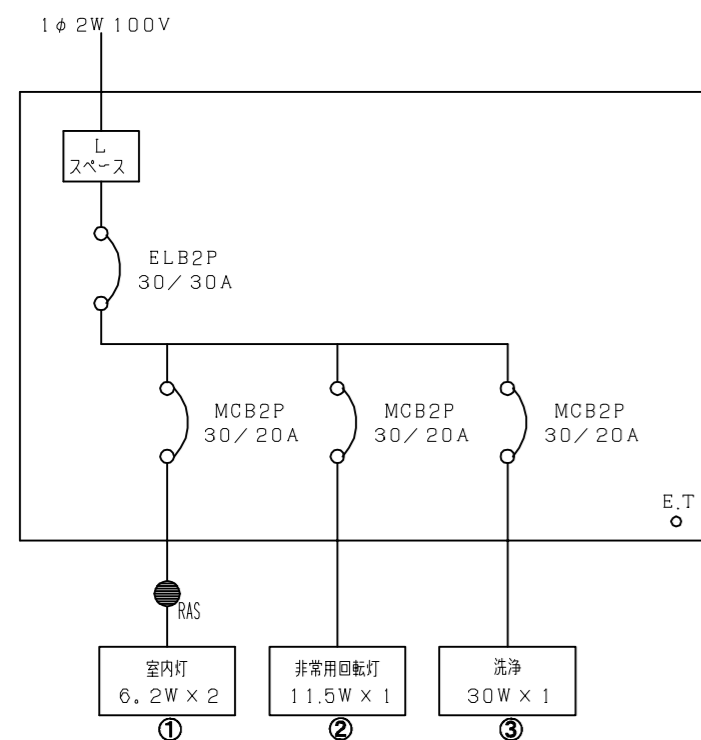 1φ2W 100V
L
スペース
ELB2P
30/30A
MCB2P
30/20A
MCB2P
30/20A
MCB2P
30/20A
E.T
RAS
室内灯
6。2W×2
①
非常用回転灯
11.5W×1
②
洗浄
30W×1
③